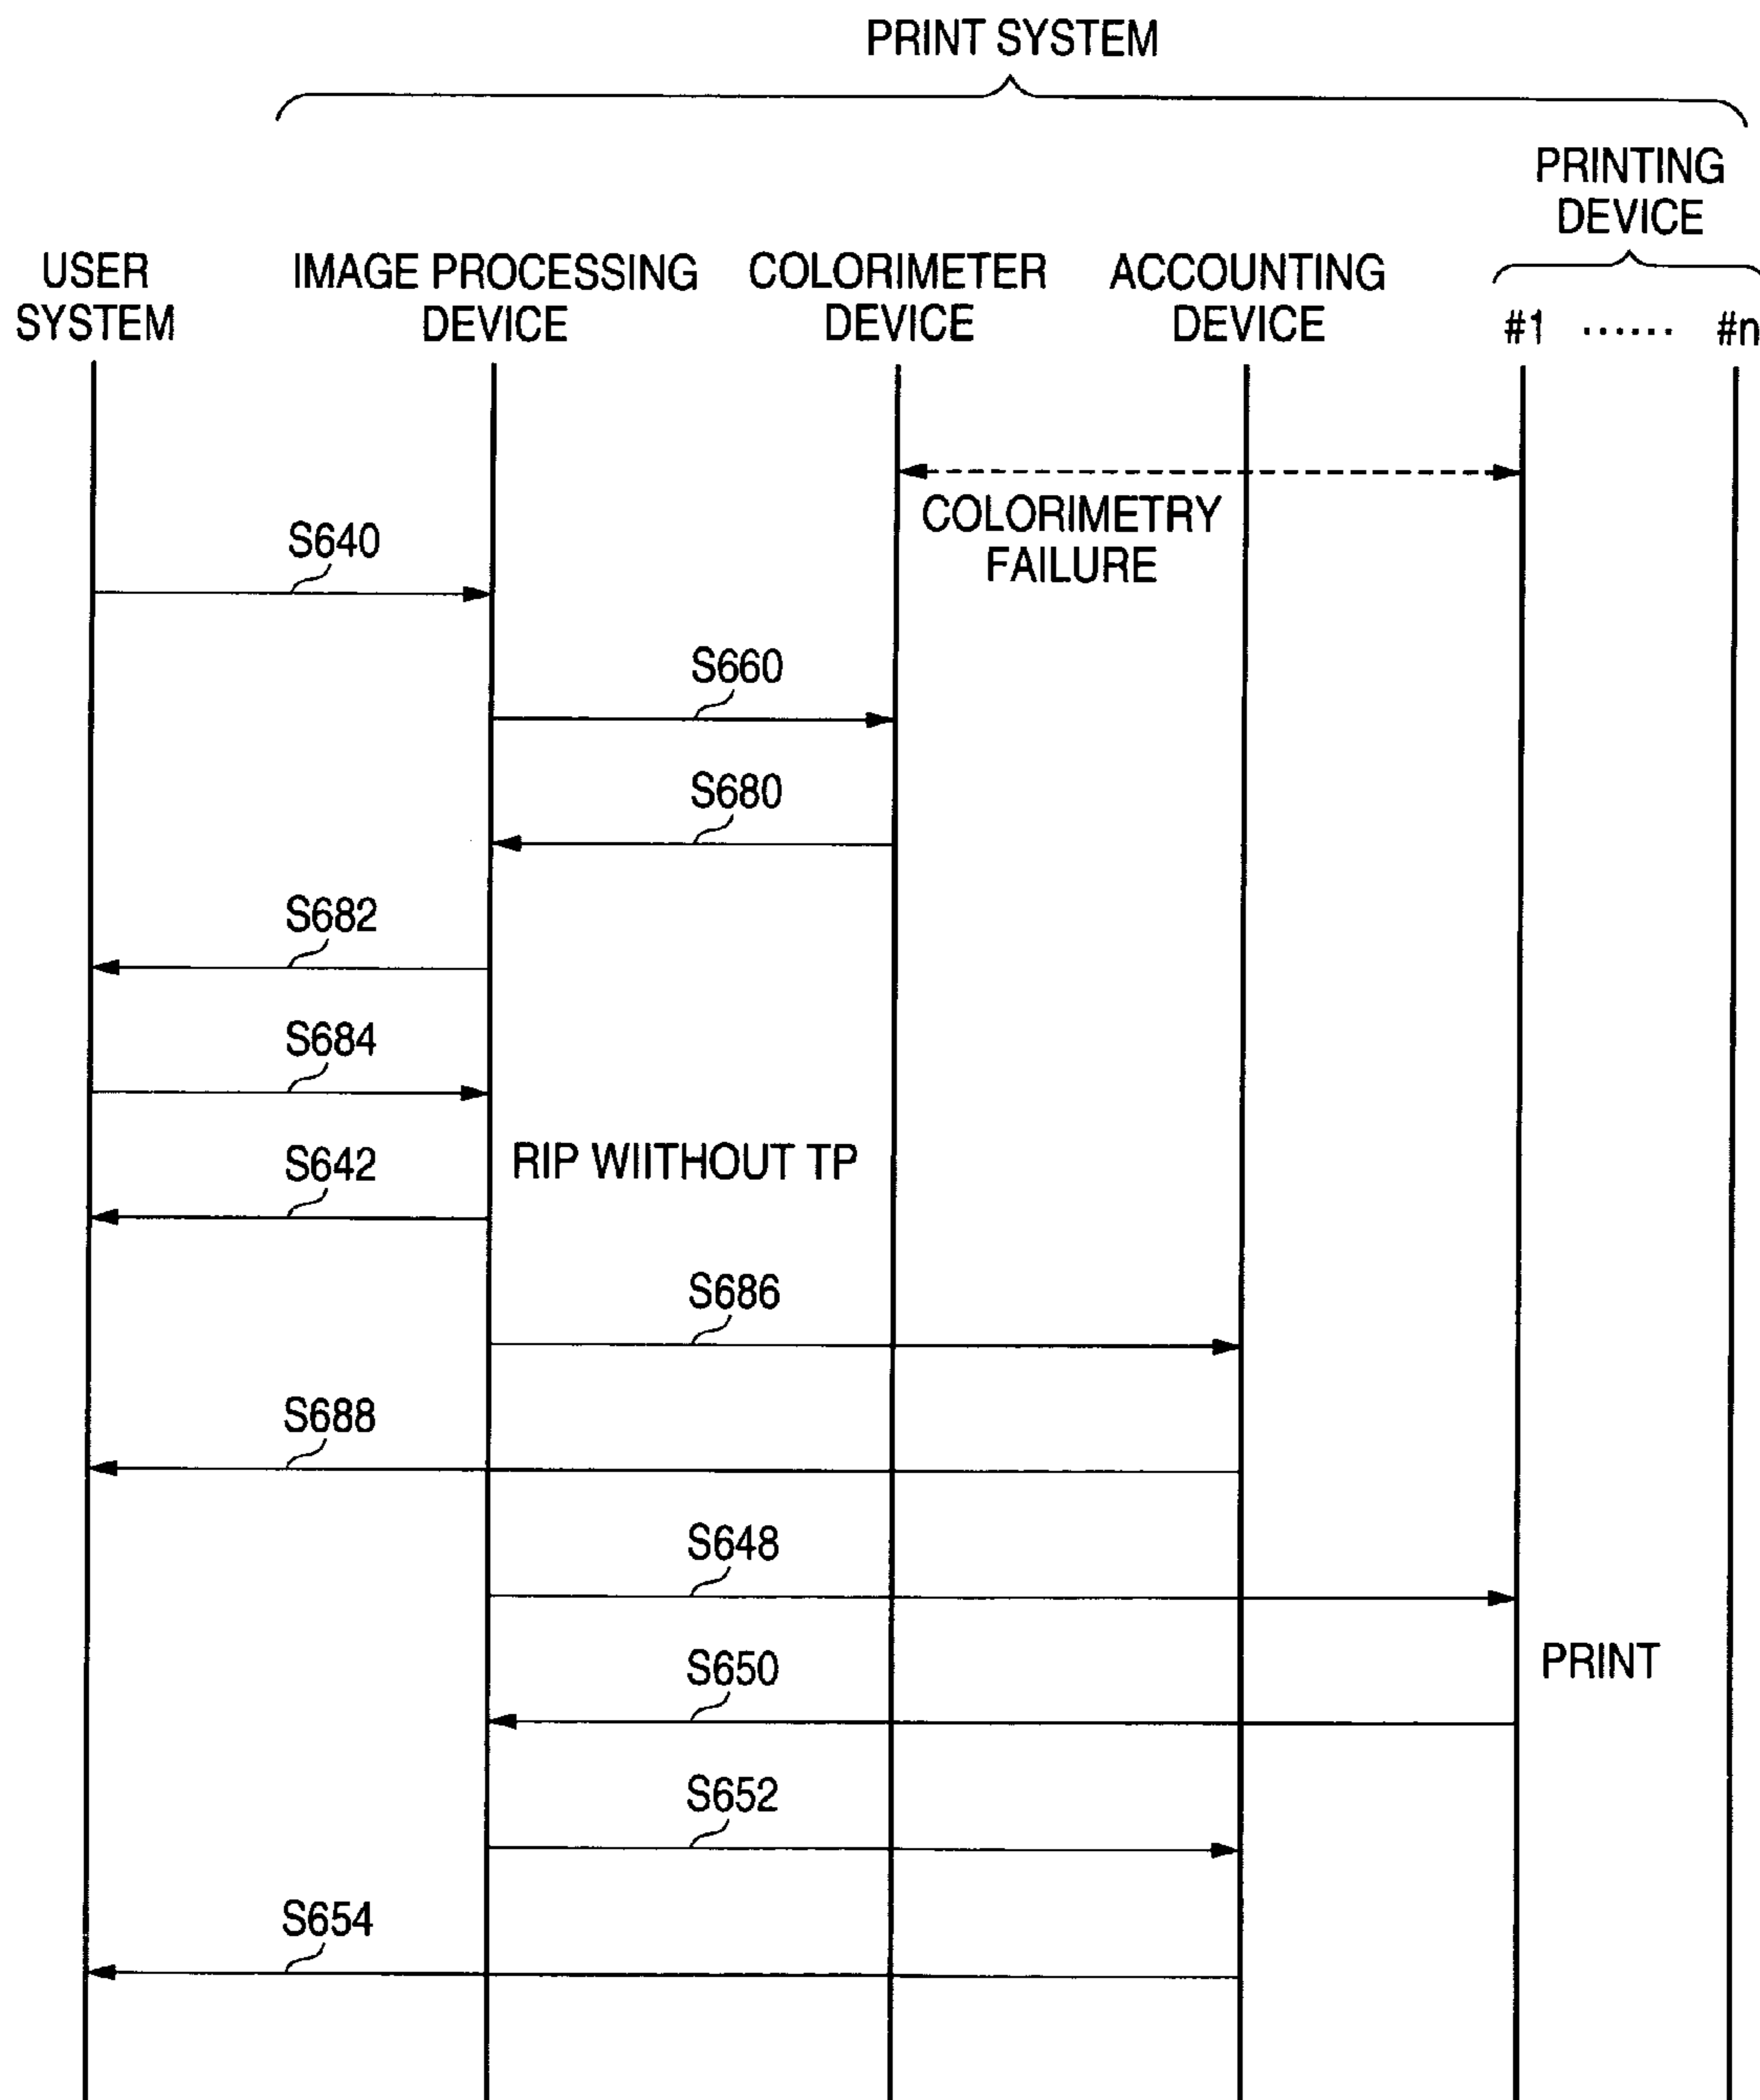 PRINT SYSTEM
PRINTING
DEVICE
USER
SYSTEM
IMAGE PROCESSING
DEVICE
COLORIMETER
DEVICE
ACCOUNTING
DEVICE
#1 ...... #n
COLORIMETRY
FAILURE
S640
S660
S680
S682
S684
RIP WIITHOUT TP
S642
S686
S688
S648
PRINT
S650
S652
S654